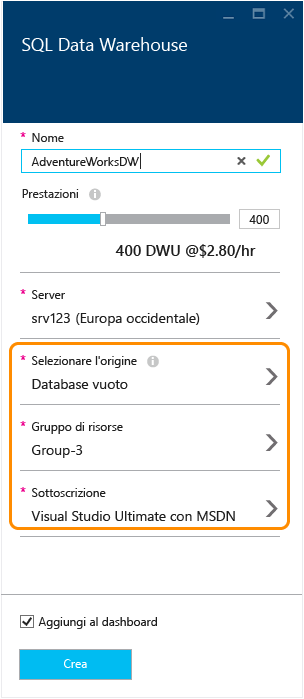 SQL Data Warehouse
* Nome
AdventureWorksDW
Prestazioni
400
400 DWU @$2.80/hr
* Server
srv123 (Europa occidentale)
* Selezionare l'origine
Database vuoto
* Gruppo di risorse
Group-3
* Sottoscrizione
Visual Studio Ultimate con MSDN
Aggiungi al dashboard
Crea